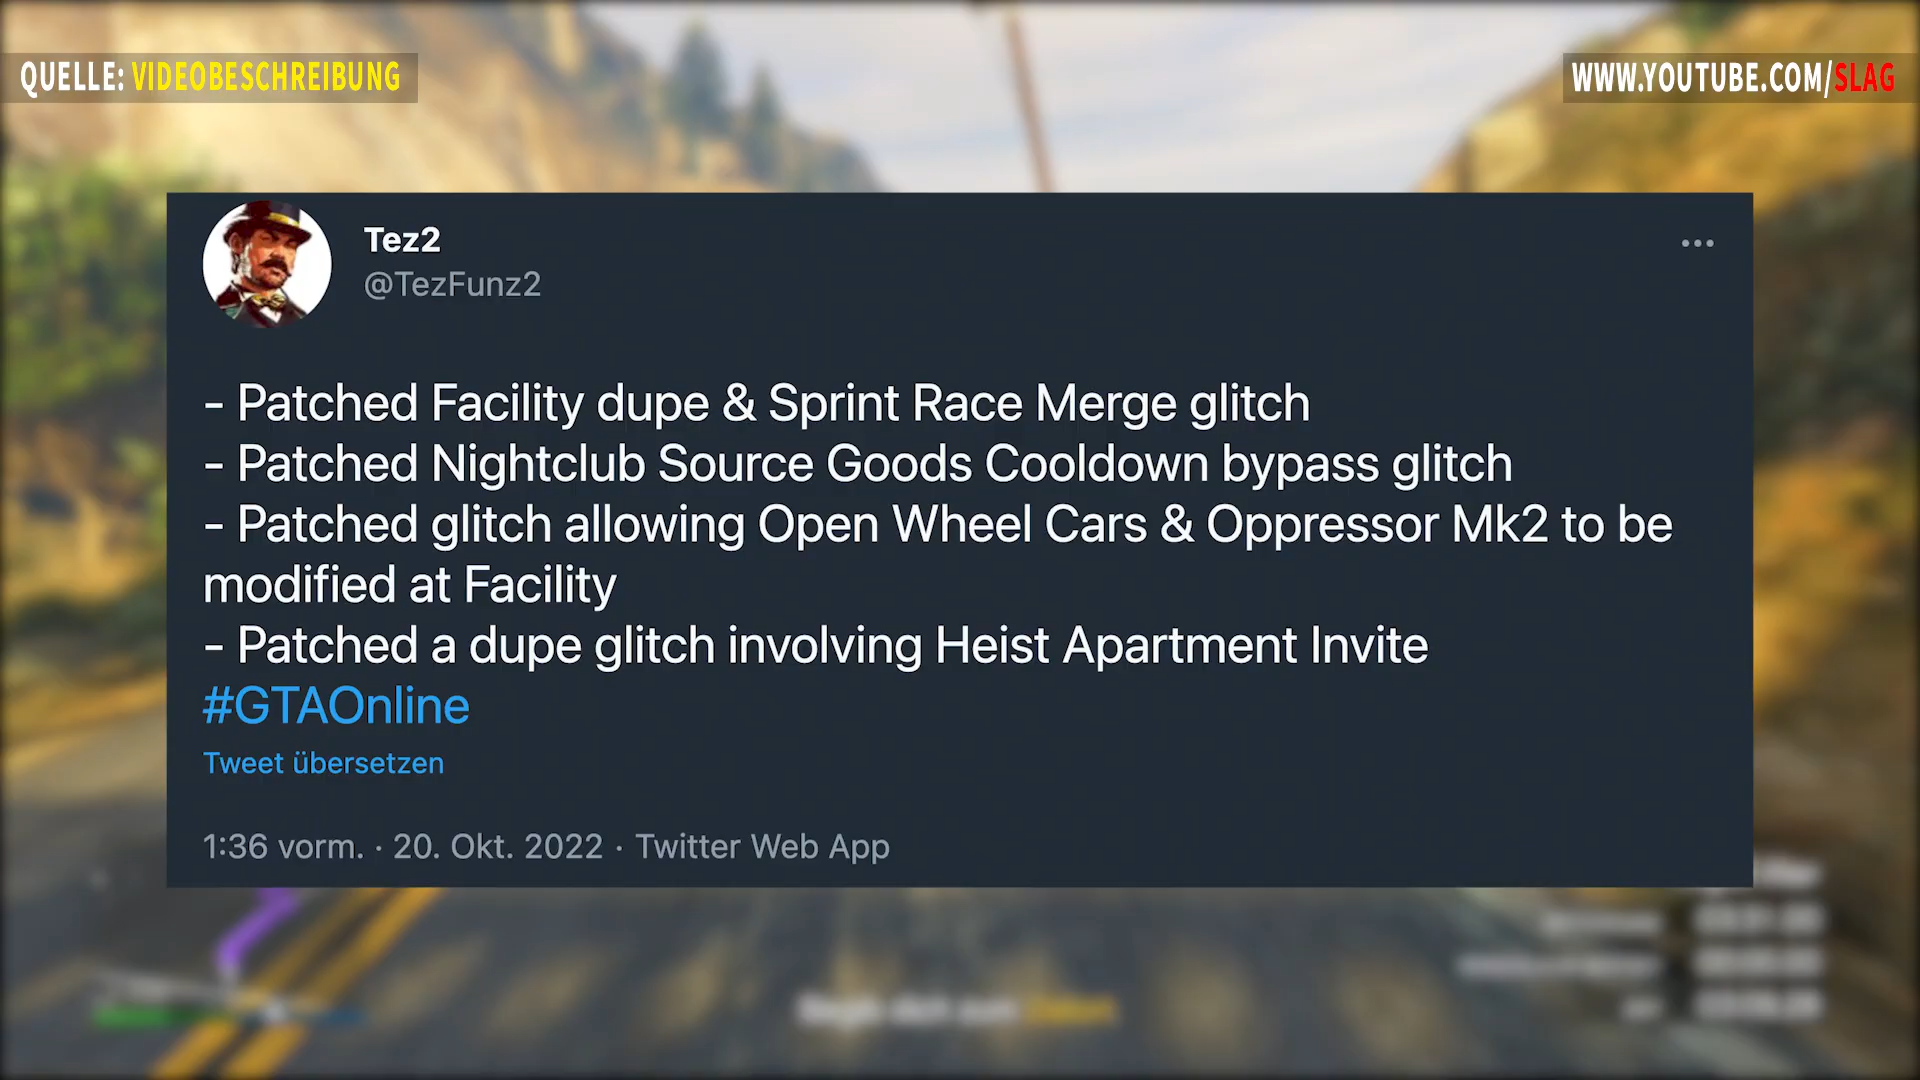 QUELLE: VIDEOBESCHREIBUNG
WWW.YOUTUBE.COM/SLAG
Tez2
@TezFunz2
- Patched Facility dupe & Sprint Race Merge glitch
- Patched Nightclub Source Goods Cooldown bypass glitch
- Patched glitch allowing Open Wheel Cars & Oppressor Mk2 to be
modified at Facility
- Patched a dupe glitch involving Heist Apartment Invite
#GTAOnline
Tweet übersetzen
1:36 vorm. · 20. Okt. 2022 · Twitter Web App